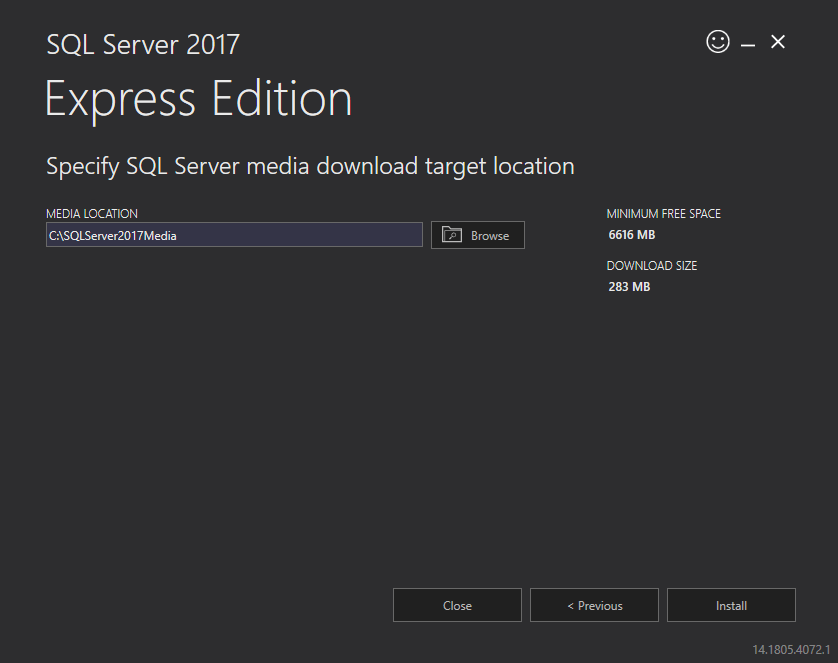 SQL Server 2017
Express Edition
Specify SQL Server media download target location
MEDIA LOCATION
C:\SQLServer2017Media
Browse
MINIMUM FREE SPACE
6616 MB
DOWNLOAD SIZE
283 MB
Close
< Previous
Install
14.1805.4072.1